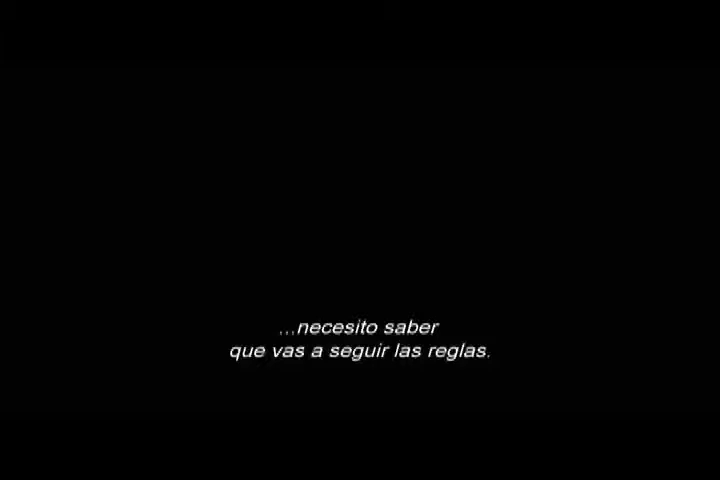 ...necesito saber
que vas a seguir las reglas.